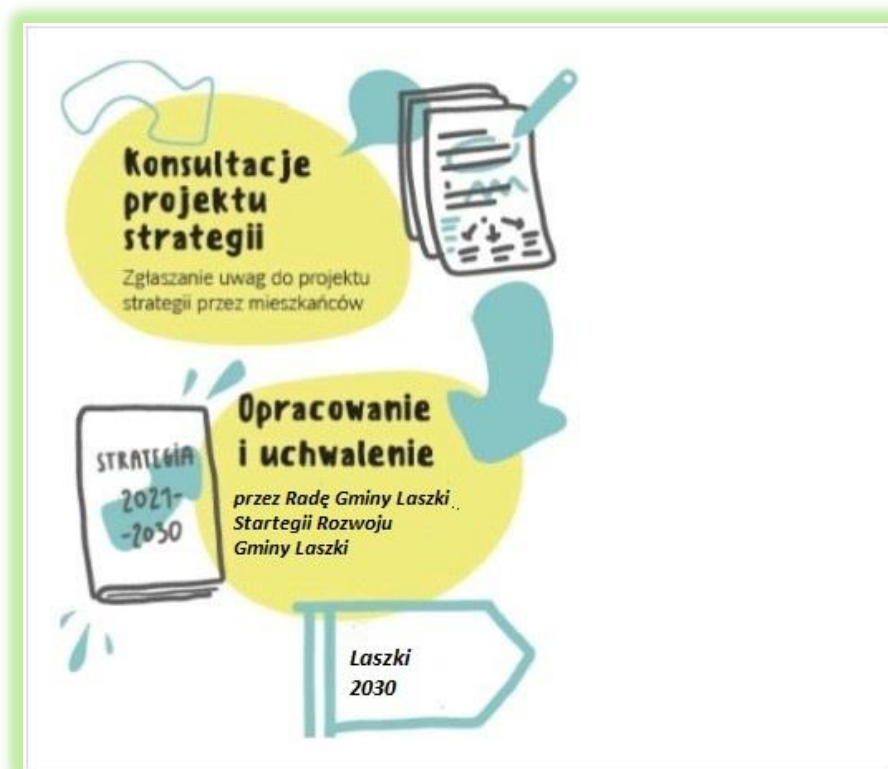 Konsultacje
projektu
strategii
Zgłaszanie uwag do projektu
strategii przez mieszkańców
Opracowanie
i uchwalenie
przez Radę Gminy Laszki
Startegii Rozwoju
Gminy Laszki
STRATEGIA
2021-
-2030
Laszki
2030